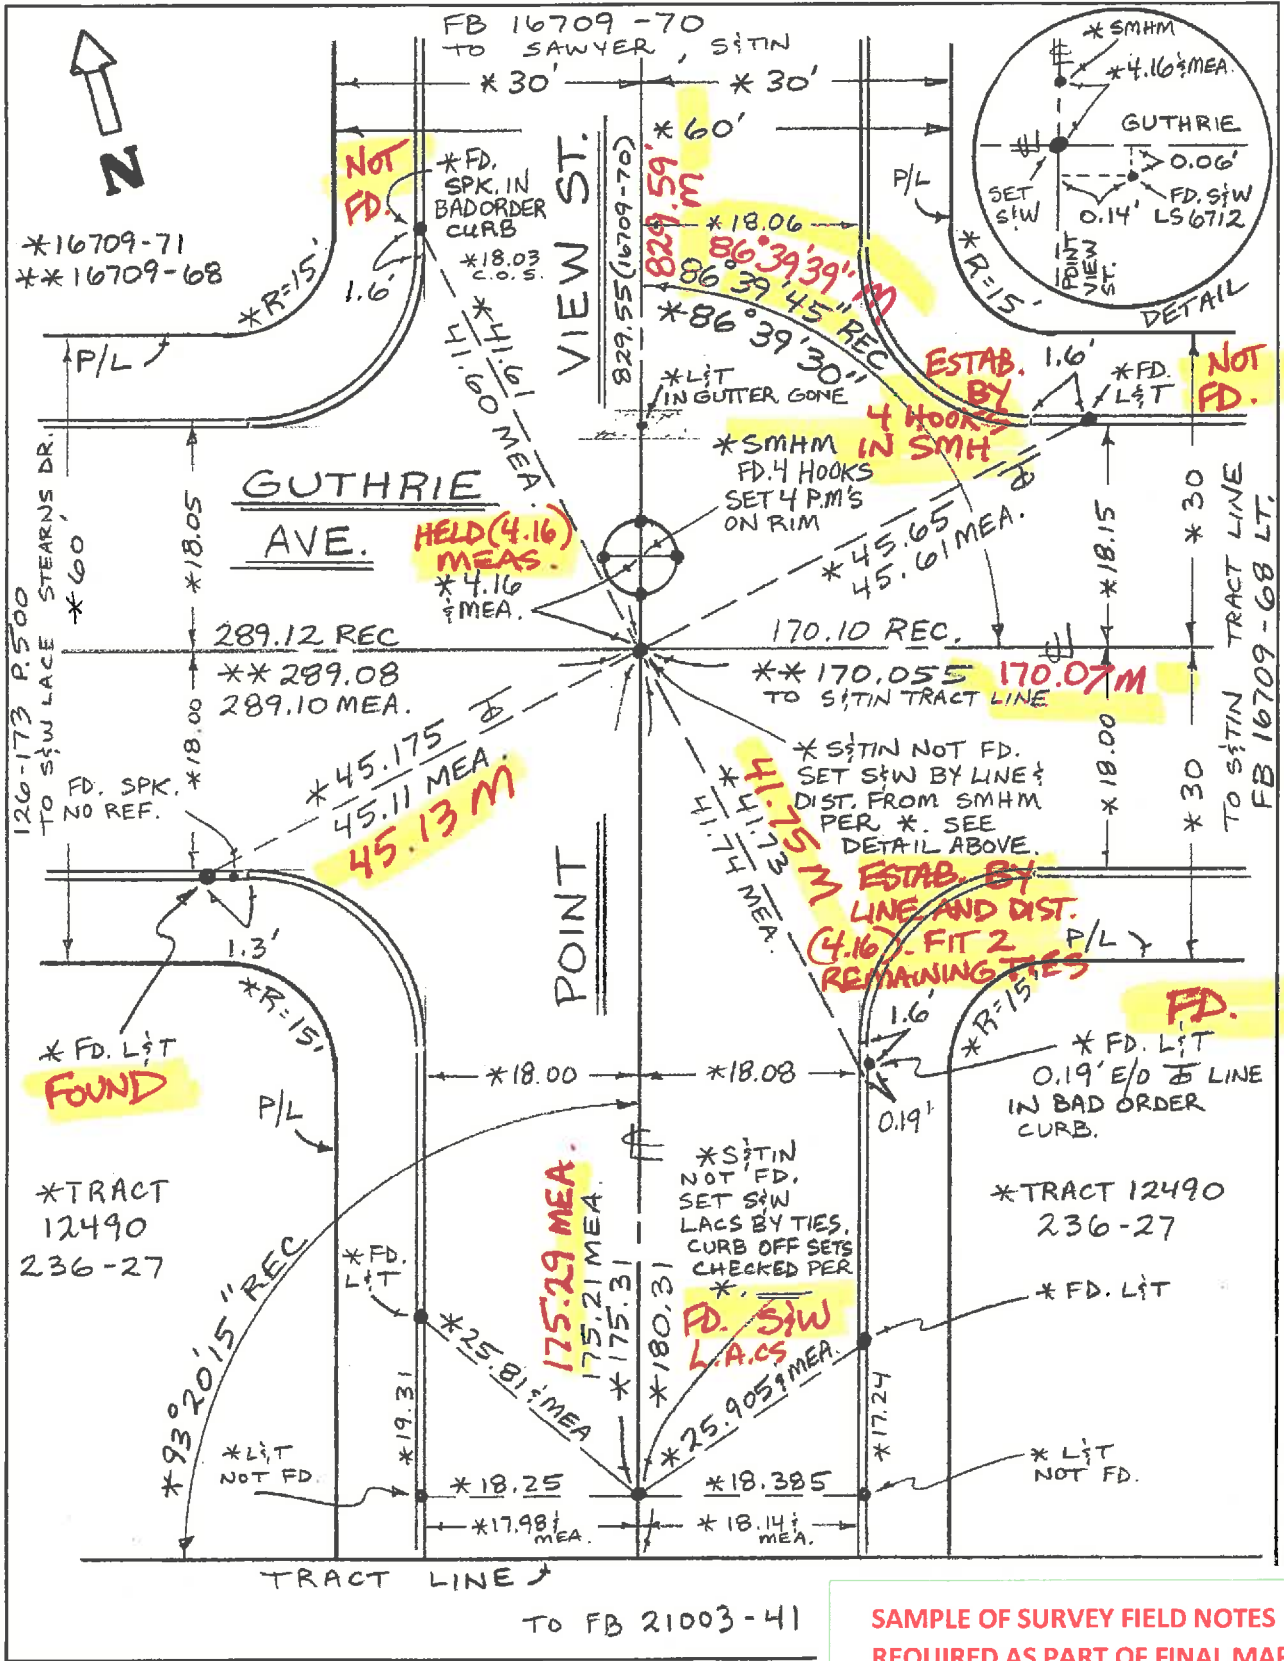 FB 16709-70
TO SAWYER, S&TIN
*30'
*30'
*60'
*SMHM
*4.16 & MEA.
GUTHRIE
0.06'
SET
S&W
0.14'
FD. S&W
LS 6712
POINT
VIEW
ST.
DETAIL
N
*16709-71
**16709-68
NOT
FD.
*FD.
SPK. IN
BAD ORDER
CURB
*18.03
C.O.S.
1.6'
*R=15'
P/L
VIEW ST.
829.55 (16709-70)
829.59'
M
*18.06
86°39'39" M
86°39'45" REC
*86°39'30"
P/L
*R=15'
*41.61
41.60 MEA.
*L&T
IN GUTTER GONE
ESTAB.
BY
4 HOOKS
IN SMH
1.6'
*FD.
L&T
NOT
FD.
*SMHM
FD. 4 HOOKS
SET 4 P.M'S
ON RIM
GUTHRIE
AVE.
HELD (4.16)
MEAS.
*4.16
& MEA.
*60'
*18.05
*45.65
45.61 MEA.
*18.15
*30
126-173 P.500
TO S&W LACE STEARNS DR.
TO S&TIN TRACT LINE
FB 16709-68 LT.
289.12 REC
**289.08
289.10 MEA.
170.10 REC.
**170.055
170.07 M
TO S&TIN TRACT LINE
*18.00
FD. SPK.
NO REF.
*45.175
45.11 MEA.
45.13 M
*41.73
41.74 MEA.
41.75 M
*S&TIN NOT FD.
SET S&W BY LINE &
DIST. FROM SMHM
PER *. SEE
DETAIL ABOVE.
ESTAB. BY
LINE AND DIST.
(4.16). FIT 2
REMAINING TIES
*18.00
*30
POINT
1.3'
*R=15'
P/L
*R=15'
FD.
*FD. L&T
FOUND
P/L
1.6'
*FD. L&T
0.19' E/O LINE
IN BAD ORDER
CURB.
0.19'
*18.00
*18.08
*TRACT
12490
236-27
*93°20'15" REC
*FD.
L&T
175.29 MEA.
175.21 MEA.
*175.31
*180.31
*S&TIN
NOT FD.
SET S&W
LACS BY TIES.
CURB OFF SETS
CHECKED PER
*.
FD. S&W
L.A.CS
*TRACT 12490
236-27
*FD. L&T
*25.81 & MEA
*25.905 & MEA.
*19.31
*17.24
*L&T
NOT FD.
*18.25
*18.385
*L&T
NOT FD.
*17.98 &
MEA.
*18.14 &
MEA.
TRACT LINE
TO FB 21003-41
SAMPLE OF SURVEY FIELD NOTES
REQUIRED AS PART OF FINAL MAP